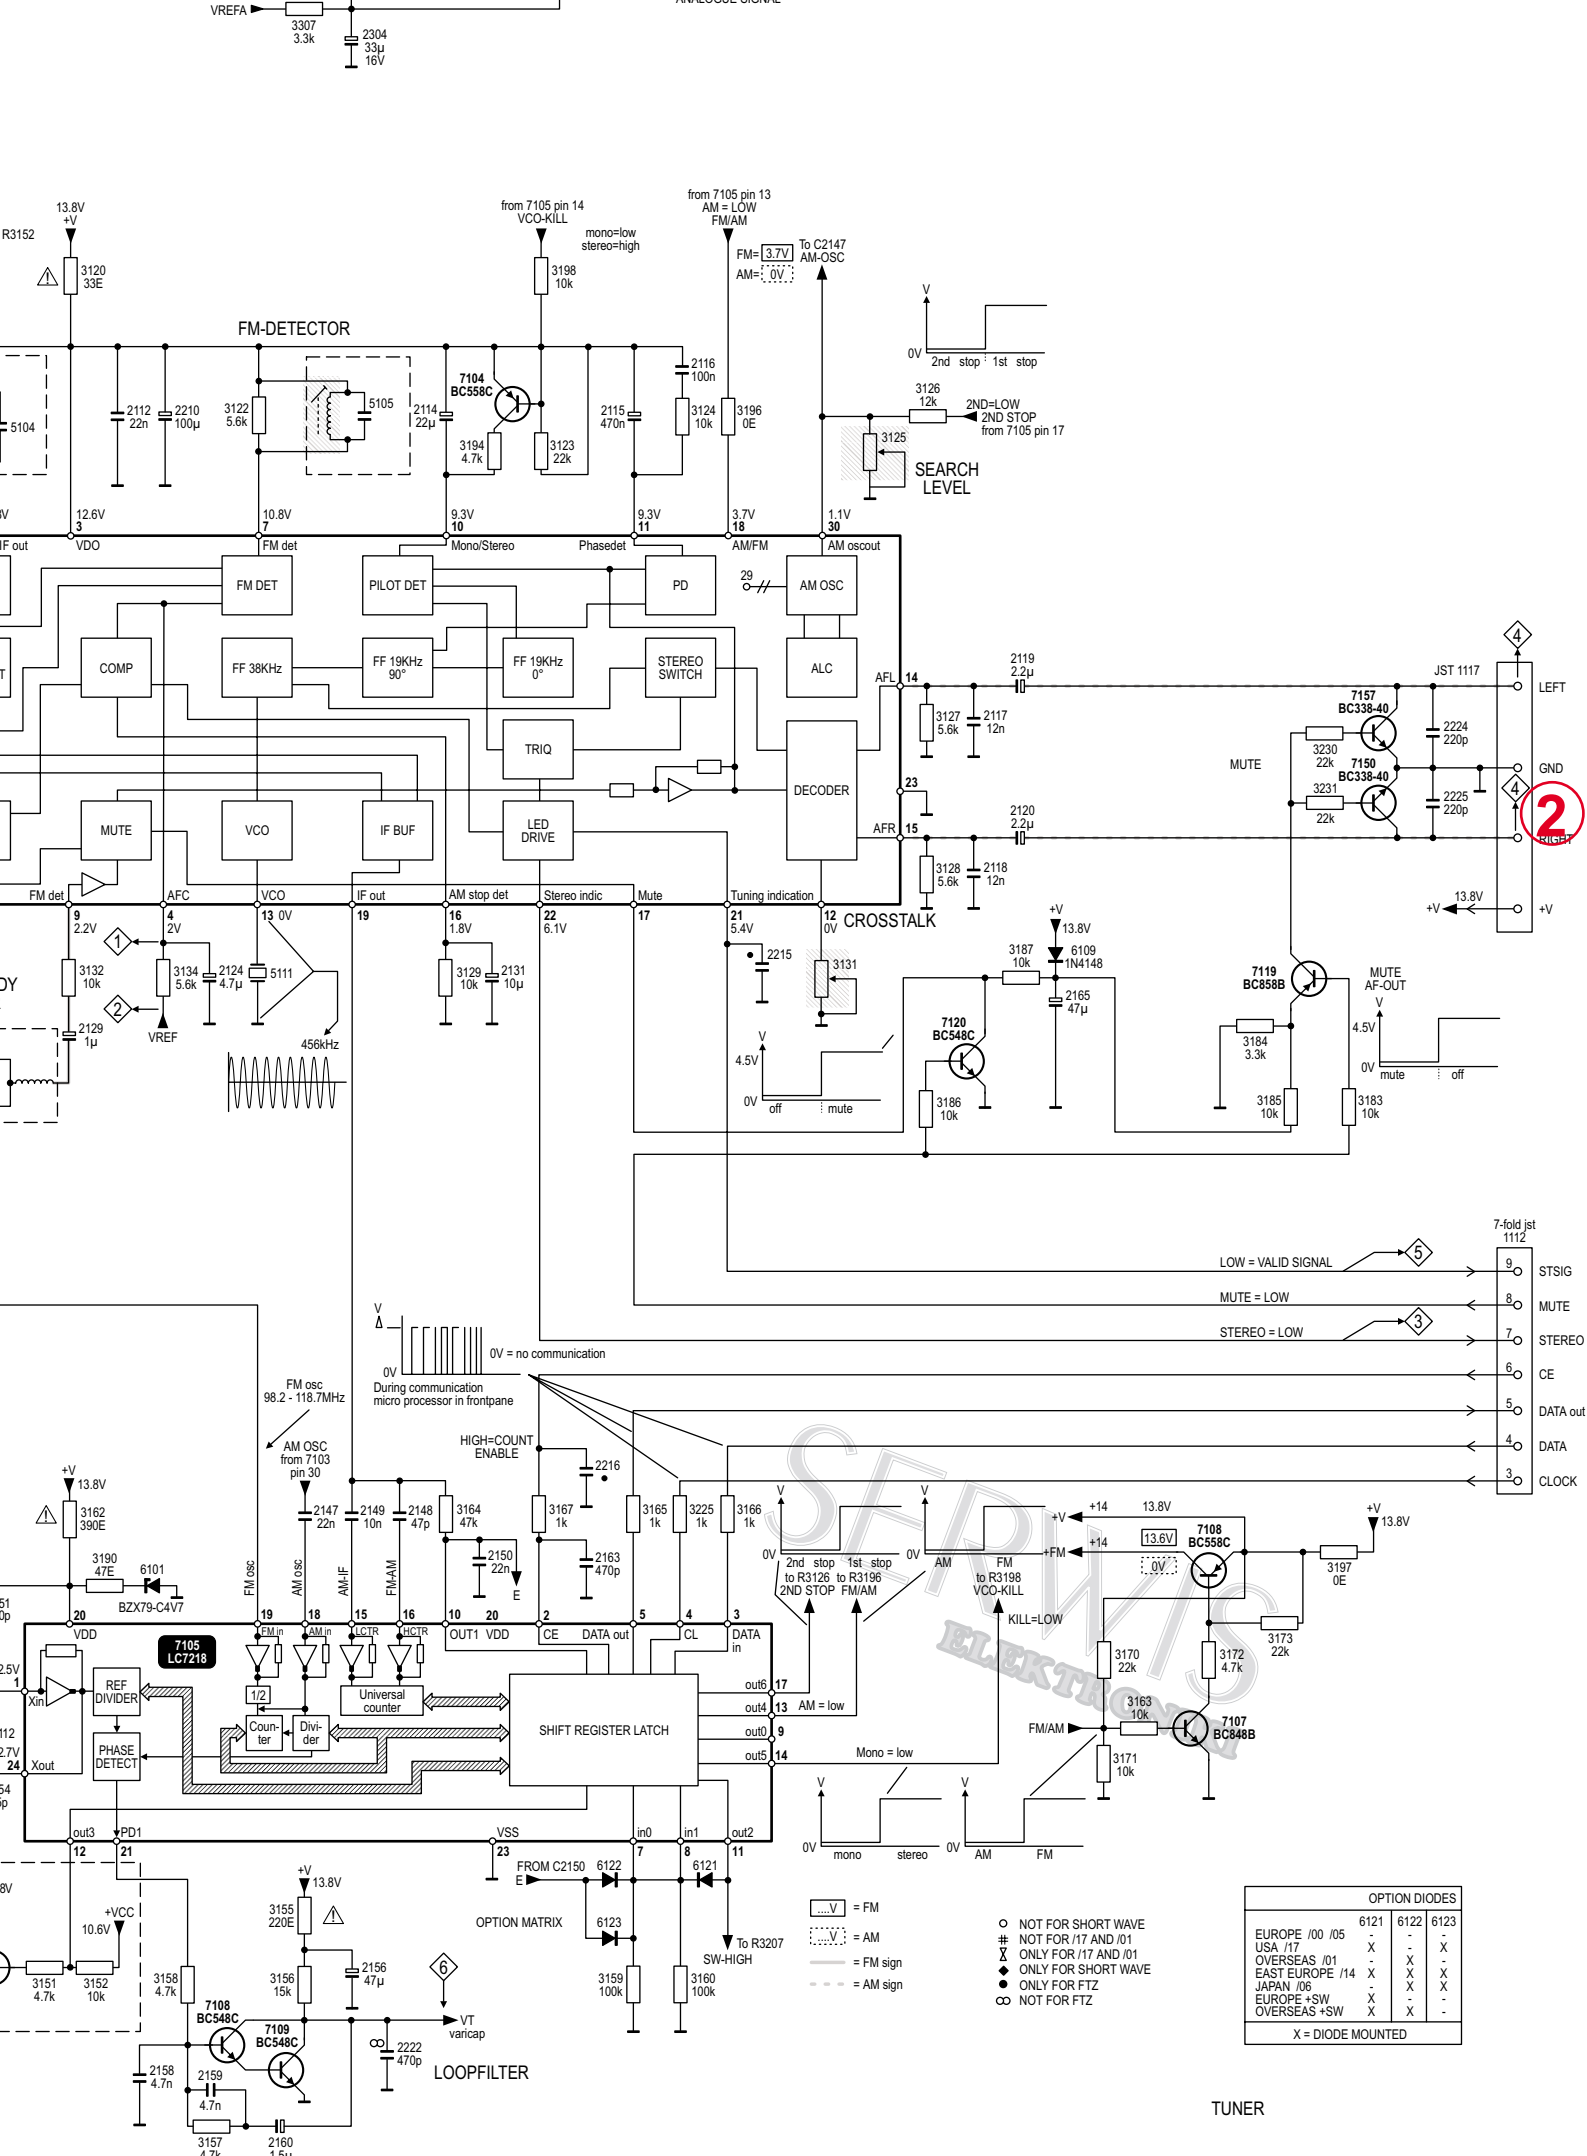 ANALOGUE SIGNAL
VREFA
3307
3.3k
2304
33µ
16V
13.8V
+V
R3152
3120
33E
from 7105 pin 14
VCO-KILL
mono=low
stereo=high
3198
10k
from 7105 pin 13
AM = LOW
FM/AM
FM= 3.7V
AM= 0V
To C2147
AM-OSC
V
0V
2nd stop 1st stop
FM-DETECTOR
5104
2112
22n
2210
100µ
3122
5.6k
5105
2114
22µ
7104
BC558C
3194
4.7k
3123
22k
2115
470n
2116
100n
3124
10k
3196
0E
3126
12k
2ND=LOW
2ND STOP
from 7105 pin 17
3125
SEARCH
LEVEL
12.6V
3
10.8V
7
9.3V
10
9.3V
11
3.7V
18
1.1V
30
IF out
VDO
FM det
Mono/Stereo
Phasedet
AM/FM
AM oscout
FM DET
PILOT DET
PD
29
AM OSC
COMP
FF 38KHz
FF 19KHz
90°
FF 19KHz
0°
STEREO
SWITCH
ALC
TRIQ
DECODER
MUTE
VCO
IF BUF
LED
DRIVE
AFL
14
23
AFR
15
3127
5.6k
2117
12n
2119
2.2µ
2120
2.2µ
3128
5.6k
2118
12n
MUTE
3230
22k
3231
22k
7157
BC338-40
7150
BC338-40
2224
220p
2225
220p
JST 1117
4
LEFT
GND
4
2
RIGHT
13.8V
+V
+V
FM det
AFC
VCO
IF out
AM stop det
Stereo indic
Mute
Tuning indication
9
2.2V
4
2V
13 0V
19
16
1.8V
22
6.1V
17
21
5.4V
12
0V
CROSSTALK
1
2
3132
10k
3134
5.6k
2124
4.7µ
5111
3129
10k
2131
10µ
2215
3131
2129
1µ
VREF
456kHz
V
4.5V
0V
off mute
3187
10k
+V
13.8V
6109
1N4148
2165
47µ
7120
BC548C
3186
10k
7119
BC858B
3184
3.3k
3185
10k
3183
10k
MUTE
AF-OUT
V
4.5V
0V
mute off
7-fold jst
1112
LOW = VALID SIGNAL
5
9
STSIG
MUTE = LOW
8
MUTE
STEREO = LOW
3
7
STEREO
6
CE
5
DATA out
4
DATA
3
CLOCK
V
0V
0V = no communication
During communication
micro processor in frontpane
FM osc
98.2 - 118.7MHz
AM OSC
from 7103
pin 30
HIGH=COUNT
ENABLE
2216
+V
13.8V
3162
390E
3190
47E
6101
BZX79-C4V7
2147
22n
2149
10n
2148
47p
3164
47k
2150
22n
E
3167
1k
2163
470p
3165
1k
3225
1k
3166
1k
FM osc
AM osc
AM-IF
FM-AM
V
0V
2nd stop 1st stop
to R3126
2ND STOP
to R3196
FM/AM
V
0V
AM FM
to R3198
VCO-KILL
KILL=LOW
+V
+14
13.8V
+FM
+14
13.6V
0V
7108
BC558C
+V
13.8V
3197
0E
3173
22k
3172
4.7k
3170
22k
3163
10k
FM/AM
7107
BC848B
3171
10k
SERWIS
ELEKTRONIKI
20
19
18
15
16
10
20
2
5
4
3
VDD
FM in
AM in
LCTR
HCTR
OUT1
VDD
CE
DATA out
CL
DATA
in
7105
LC7218
2.5V
1
Xin
REF
DIVIDER
1/2
Universal
counter
Coun-
ter
Divi-
der
PHASE
DETECT
24
Xout
SHIFT REGISTER LATCH
out6
17
out4
13
AM = low
out0
9
out5
14
Mono = low
V
0V
mono stereo
V
0V
AM FM
out3
PD1
VSS
in0
in1
out2
12
21
23
7
8
11
FROM C2150
E
6122
6121
6123
OPTION MATRIX
To R3207
SW-HIGH
3159
100k
3160
100k
+VCC
10.6V
3151
4.7k
3152
10k
3158
4.7k
+V
13.8V
3155
220E
3156
15k
2156
47µ
6
7108
BC548C
7109
BC548C
VT
varicap
2222
470p
LOOPFILTER
2158
4.7n
2159
4.7n
3157
4.7k
2160
1.5µ
....V = FM
....V = AM
= FM sign
= AM sign
NOT FOR SHORT WAVE
NOT FOR /17 AND /01
ONLY FOR /17 AND /01
ONLY FOR SHORT WAVE
ONLY FOR FTZ
NOT FOR FTZ
OPTION DIODES
6121 6122 6123
EUROPE /00 /05 - - -
USA /17 X - X
OVERSEAS /01 - X -
EAST EUROPE /14 X X X
JAPAN /06 - X X
EUROPE +SW X - -
OVERSEAS +SW X X -
X = DIODE MOUNTED
TUNER